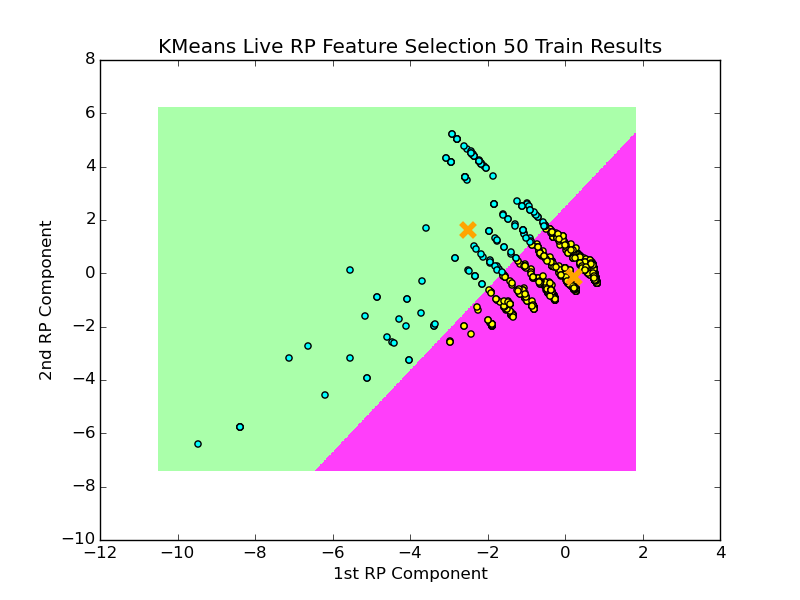 KMeans Live RP Feature Selection 50 Train Results
8
6
4
2
0
−2
−4
−6
−8
−10
2nd RP Component
−12 −10 −8 −6 −4 −2 0 2 4
1st RP Component